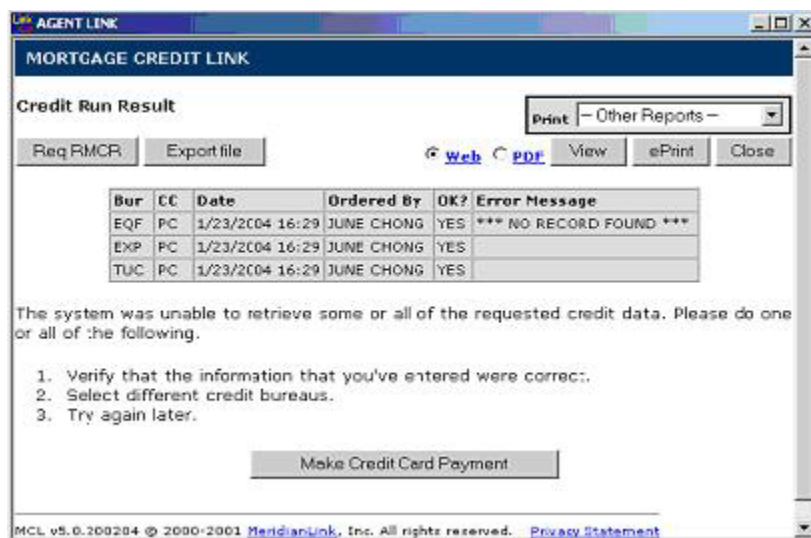 Link AGENT LINK
MORTGAGE CREDIT LINK
Credit Run Result
Print -- Other Reports --
Req RMCR Export file Web PDF View ePrint Close
Bur CC Date Ordered By OK? Error Message
EQF PC 1/23/2004 16:29 JUNE CHONG YES *** NO RECORD FOUND ***
EXP PC 1/23/2004 16:29 JUNE CHONG YES
TUC PC 1/23/2004 16:29 JUNE CHONG YES
The system was unable to retrieve some or all of the requested credit data. Please do one
or all of the following.
1. Verify that the information that you've entered were correct.
2. Select different credit bureaus.
3. Try again later.
Make Credit Card Payment
MCL v5.0.200204 © 2000-2001 MeridianLink, Inc. All rights reserved. Privacy Statement